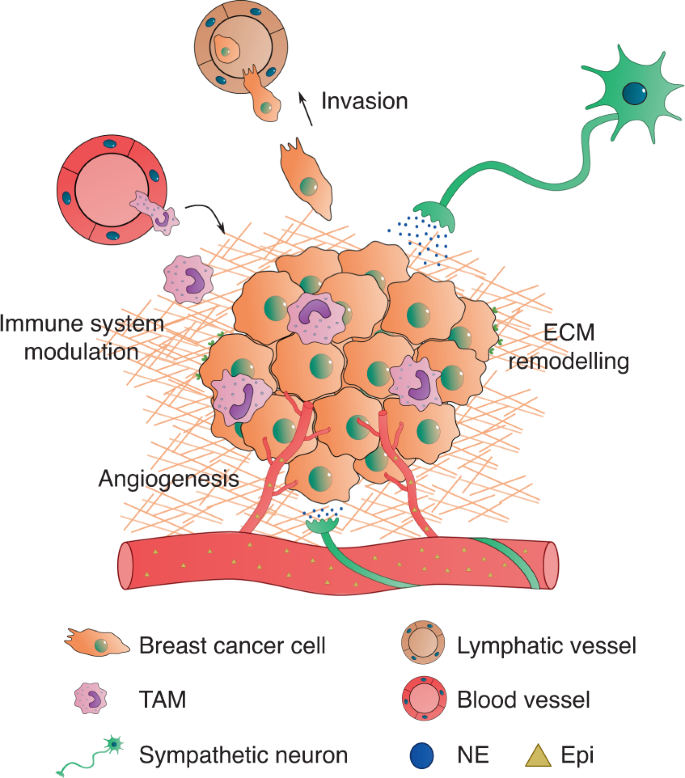 Invasion
Immune system
modulation
ECM
remodelling
Angiogenesis
Breast cancer cell
Lymphatic vessel
TAM
Blood vessel
Sympathetic neuron
NE
Epi